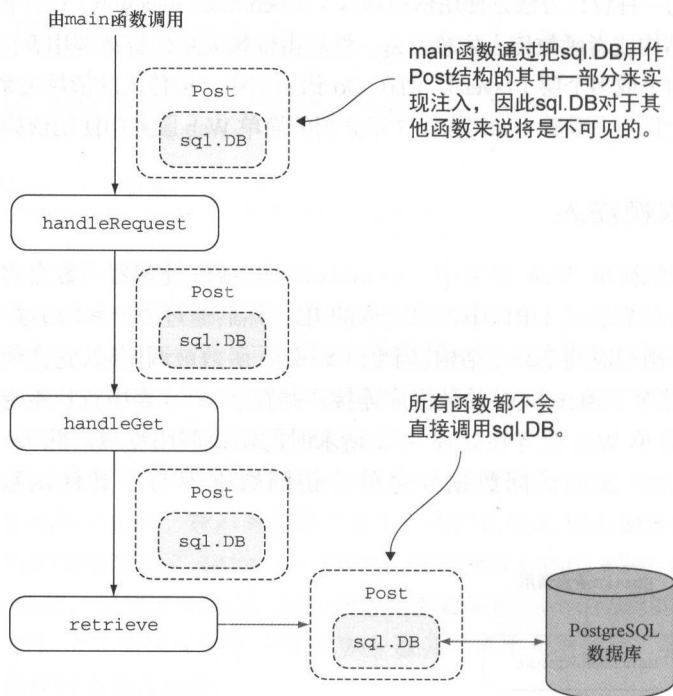 由main函数调用
main函数通过把sql.DB用作
Post结构的其中一部分来实
现注入，因此sql.DB对于其
他函数来说将是不可见的。
Post
sql.DB
handleRequest
Post
sql.DB
handleGet
所有函数都不会
直接调用sql.DB。
Post
sql.DB
retrieve
Post
sql.DB
PostgreSQL
数据库